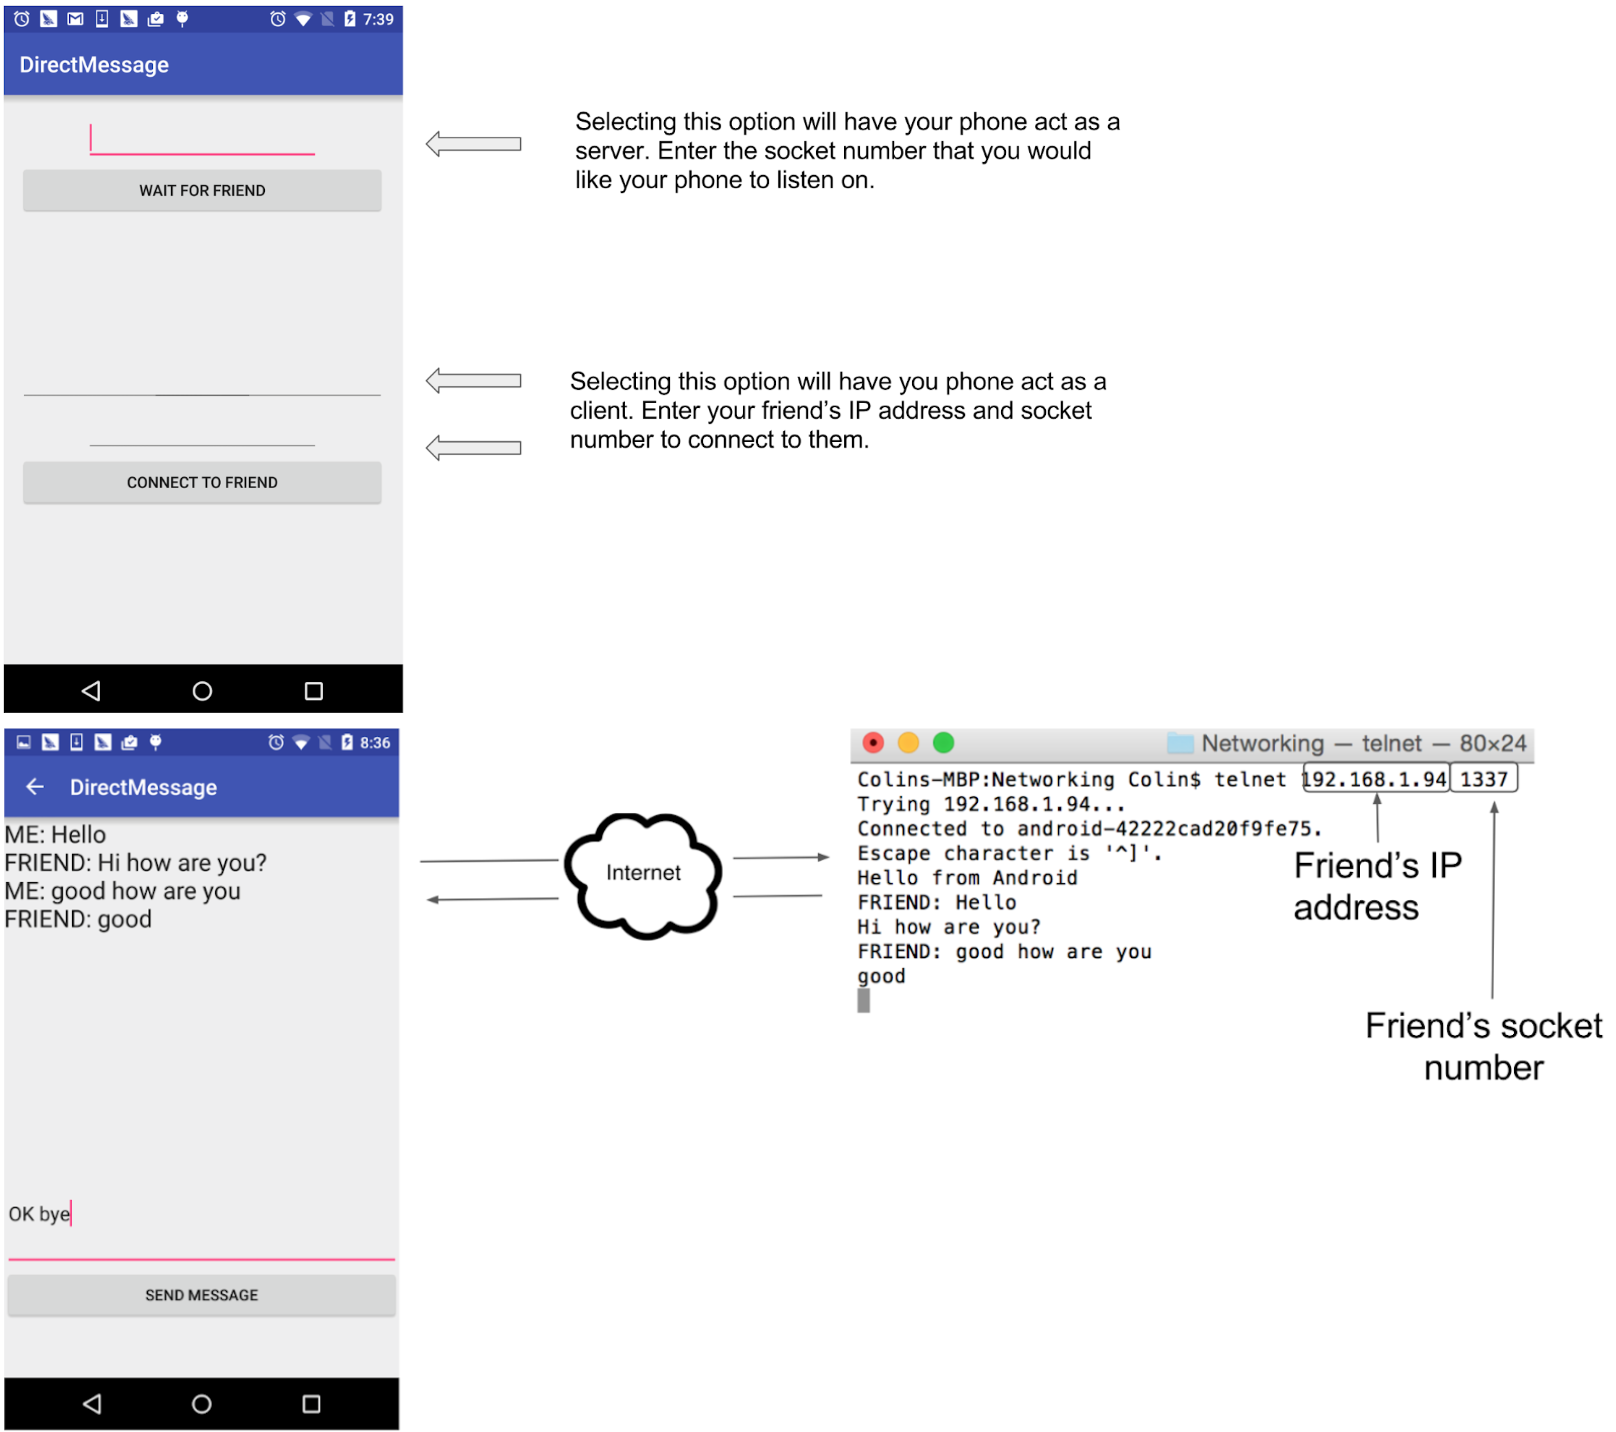 7:39
DirectMessage
WAIT FOR FRIEND
Selecting this option will have your phone act as a
server. Enter the socket number that you would
like your phone to listen on.
Selecting this option will have you phone act as a
client. Enter your friend’s IP address and socket
number to connect to them.
CONNECT TO FRIEND
8:36
DirectMessage
ME: Hello
FRIEND: Hi how are you?
ME: good how are you
FRIEND: good
OK bye
SEND MESSAGE
Internet
Networking — telnet — 80×24
Colins-MBP:Networking Colin$ telnet 192.168.1.94 1337
Trying 192.168.1.94...
Connected to android-42222cad20f9fe75.
Escape character is '^]'.
Hello from Android
FRIEND: Hello
Hi how are you?
FRIEND: good how are you
good
Friend’s IP
address
Friend’s socket
number